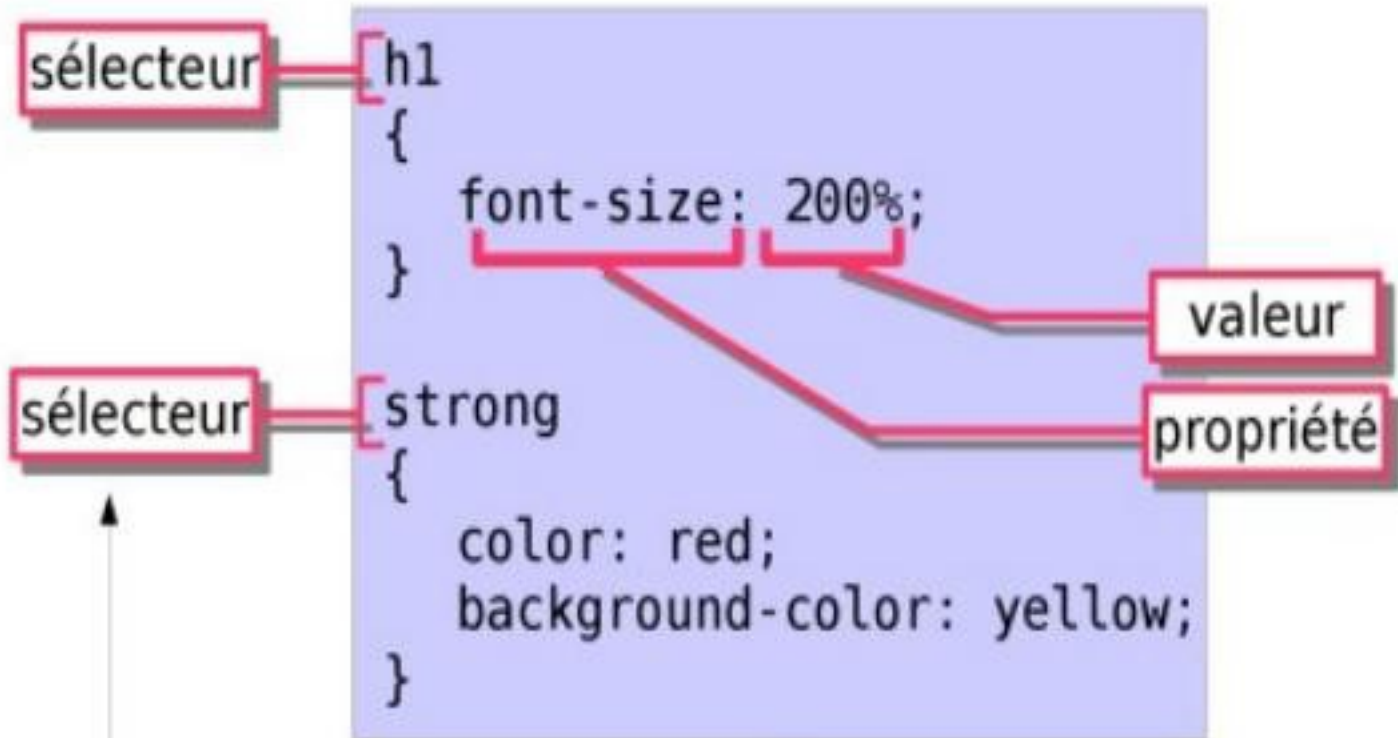 sélecteur
h1
{
font-size: 200%;
}
valeur
sélecteur
strong
propriété
{
color: red;
background-color: yellow;
}